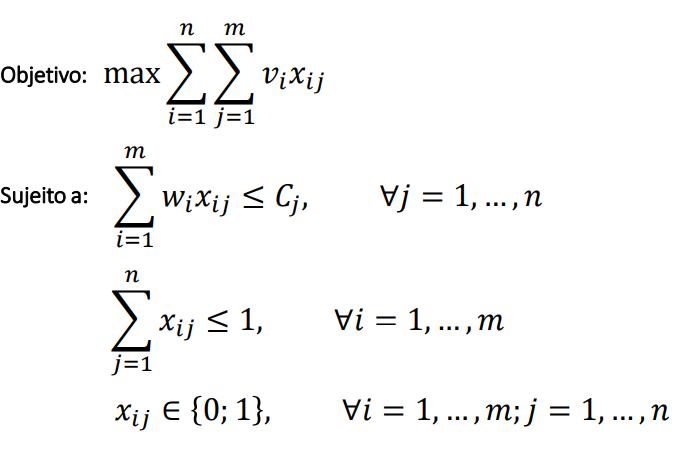 Objetivo: max ∑_{i=1}^{n} ∑_{j=1}^{m} v_i x_{ij}
Sujeito a: ∑_{i=1}^{m} w_i x_{ij} ≤ C_j, ∀j = 1, … , n
∑_{j=1}^{n} x_{ij} ≤ 1, ∀i = 1, … , m
x_{ij} ∈ {0; 1}, ∀i = 1, … , m; j = 1, … , n